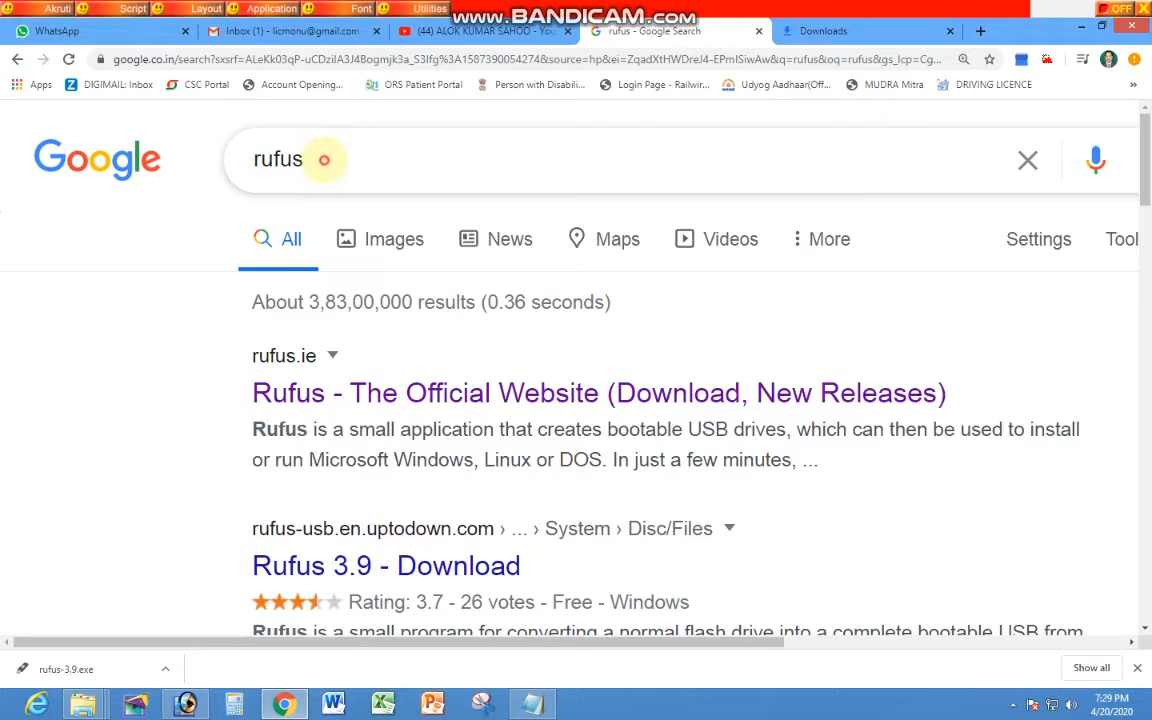 Akruti Script Layout Application Font Utilities OFF X
www.BANDICAM.com
WhatsApp Inbox (1) - licmonu@gmail.com - (44) ALOK KUMAR SAHOO - You rufus - Google Search Downloads
google.co.in/search?sxsrf=ALeKk03qP-uCDziIA3J4Bogmjk3a_S3lfg%3A1587390054274&source=hp&ei=ZqadXtHWDreJ4-EPmISiwAw&q=rufus&oq=rufus&gs_lcp=Cg...
Apps DIGIMAIL: Inbox CSC Portal Account Opening... ORS Patient Portal Person with Disabili... Login Page - Railwir... Udyog Aadhaar(Off... MUDRA Mitra DRIVING LICENCE »
Google rufus
All Images News Maps Videos More Settings Tool
About 3,83,00,000 results (0.36 seconds)
rufus.ie
Rufus - The Official Website (Download, New Releases)
Rufus is a small application that creates bootable USB drives, which can then be used to install
or run Microsoft Windows, Linux or DOS. In just a few minutes, ...
rufus-usb.en.uptodown.com › ... › System › Disc/Files
Rufus 3.9 - Download
Rating: 3.7 - 26 votes - Free - Windows
Rufus is a small program for converting a normal flash drive into a complete bootable USB from
rufus-3.9.exe Show all
7:29 PM
4/20/2020